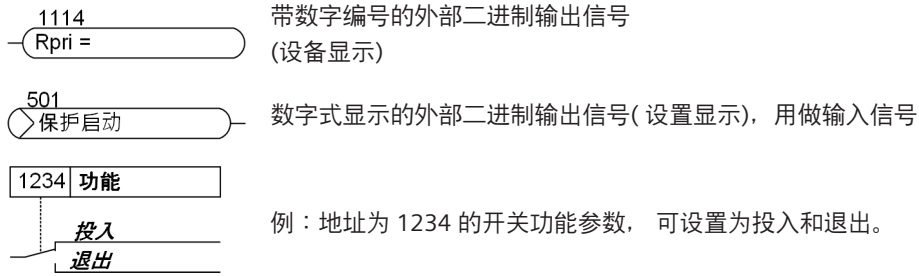 1114
Rpri =
带数字编号的外部二进制输出信号
(设备显示)
501
保护启动
数字式显示的外部二进制输出信号( 设置显示)，用做输入信号
1234 功能
投入
退出
例：地址为 1234 的开关功能参数， 可设置为投入和退出。